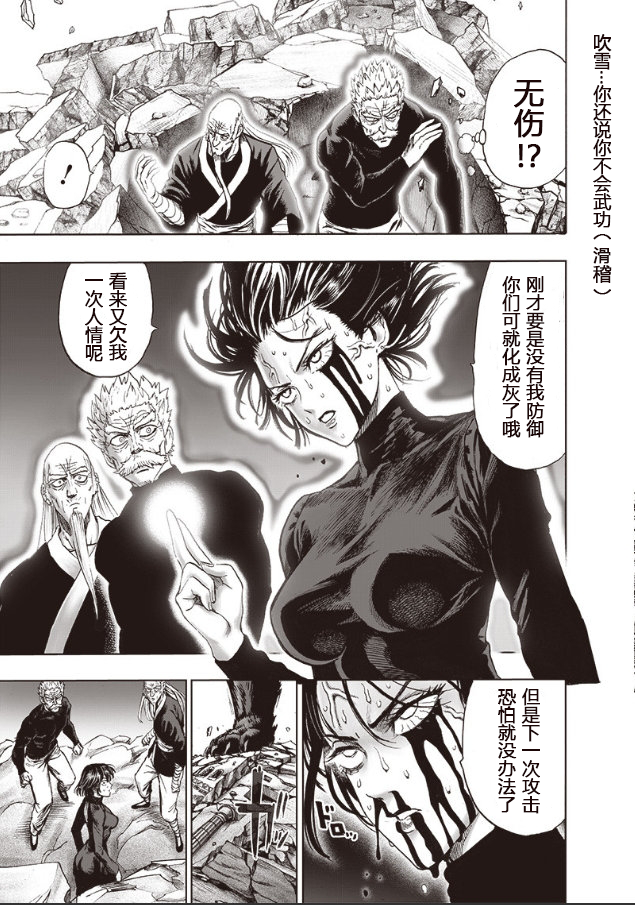 吹雪…你还说你不会武功（滑稽）
无伤
!?
！
刚才要是没有我防御
你们可就化成灰了哦
看来又欠我
一次人情呢
但是下一次攻击
恐怕就没办法了
ドロ…